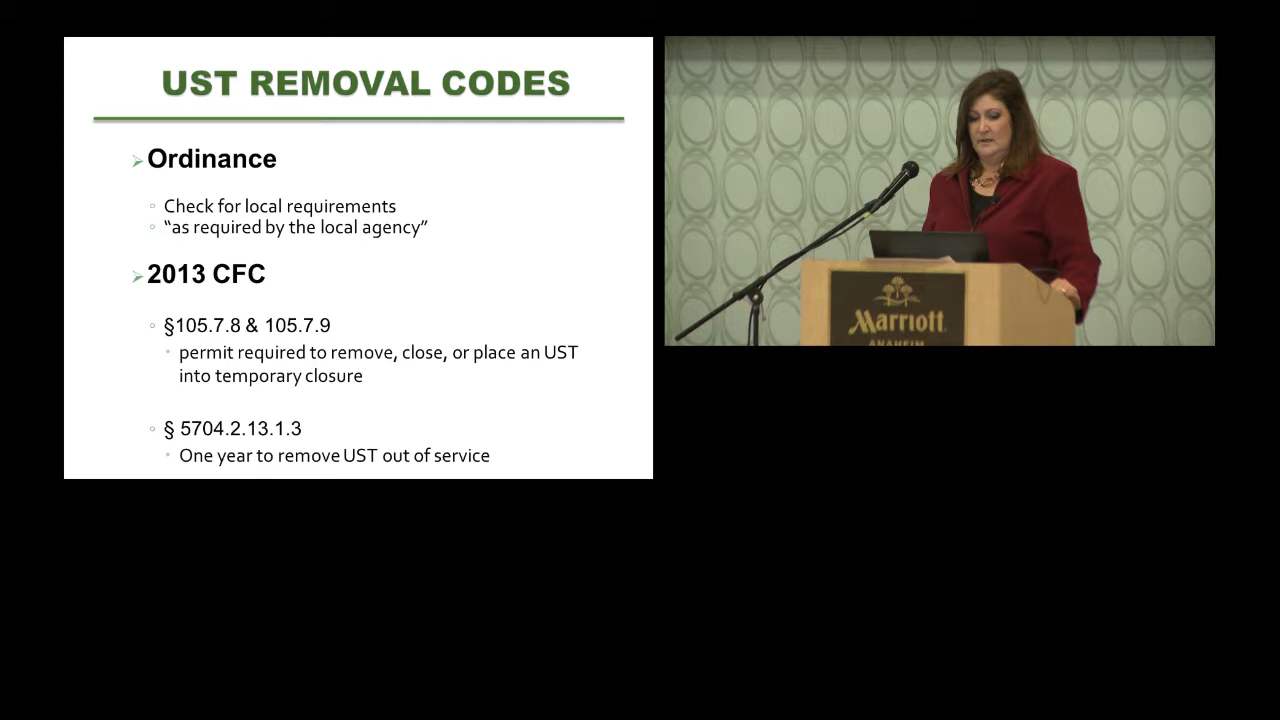 UST REMOVAL CODES
Ordinance
Check for local requirements
“as required by the local agency”
2013 CFC
§105.7.8 & 105.7.9
permit required to remove, close, or place an UST
into temporary closure
§ 5704.2.13.1.3
One year to remove UST out of service
Marriott
ANAHEIM